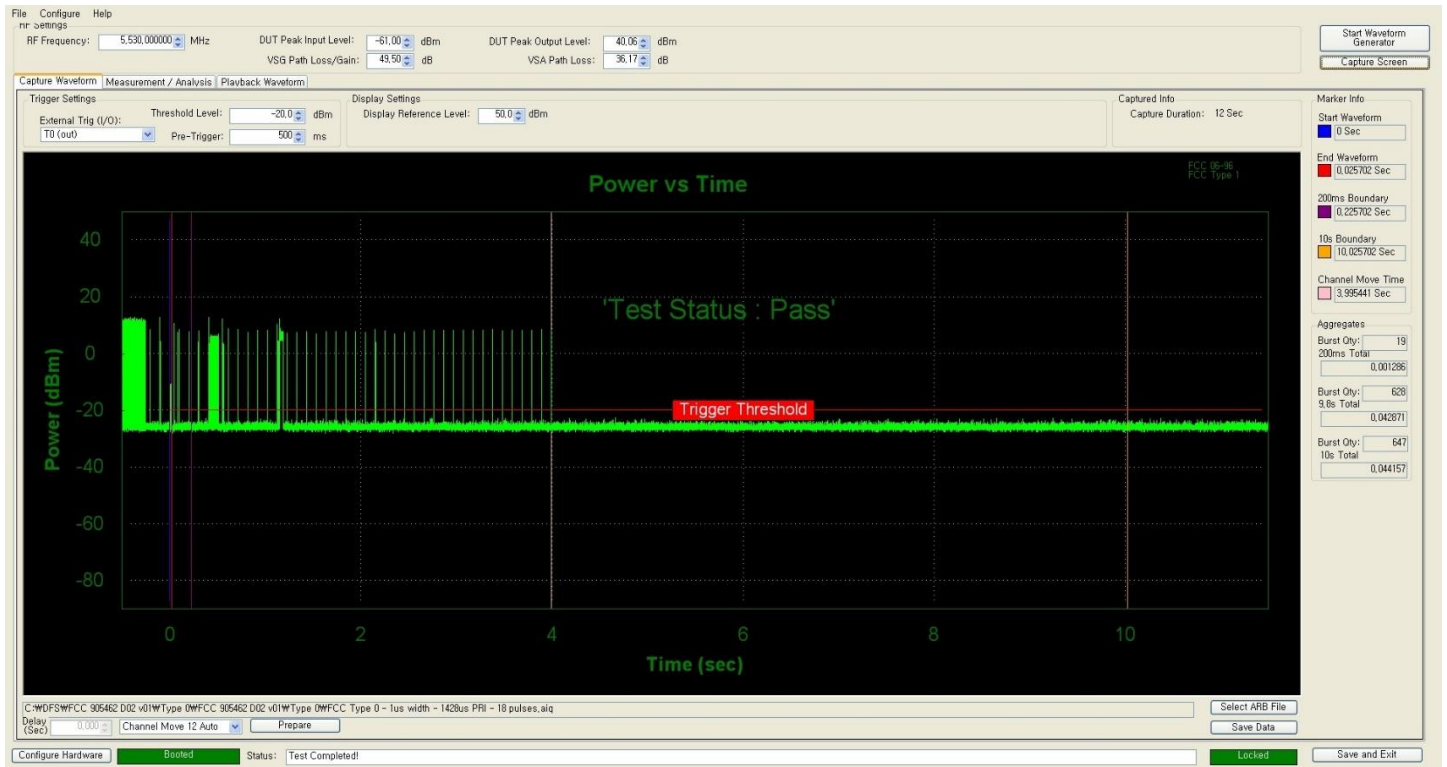 File Configure Help
RF Settings
RF Frequency: 5,530,000000 MHz DUT Peak Input Level: -61,00 dBm DUT Peak Output Level: 40,06 dBm
VSG Path Loss/Gain: 49,50 dB VSA Path Loss: 36,17 dB
Start Waveform Generator
Capture Screen
Capture Waveform Measurement / Analysis Playback Waveform
Trigger Settings
External Trig (I/O): Threshold Level: -20,0 dBm
T0 (out) Pre-Trigger: 500 ms
Display Settings
Display Reference Level: 50,0 dBm
Captured Info
Capture Duration: 12 Sec
Marker Info
Start Waveform
0 Sec
End Waveform
0,025702 Sec
200ms Boundary
0,225702 Sec
10s Boundary
10,025702 Sec
Channel Move Time
3,995441 Sec
Aggregates
Burst Qty: 19
200ms Total
0,001286
Burst Qty: 628
9,8s Total
0,042871
Burst Qty: 647
10s Total
0,044157
FCC 06-96
FCC Type 1
Power vs Time
'Test Status : Pass'
Trigger Threshold
Power (dBm)
40
20
0
-20
-40
-60
-80
0 2 4 6 8 10
Time (sec)
C:₩DFS₩FCC 905462 D02 v01₩Type 0₩FCC 905462 D02 v01₩Type 0₩FCC Type 0 - 1us width - 1428us PRI - 18 pulses.aiq
Select ARB File
Delay (Sec) 0,000 Channel Move 12 Auto Prepare
Save Data
Configure Hardware Booted Status: Test Completed! Locked Save and Exit